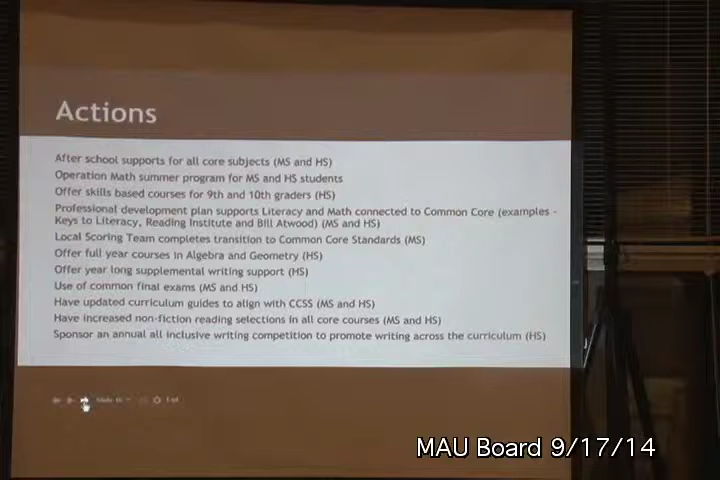 Actions
After school supports for all core subjects (MS and HS)
Operation Math summer program for MS and HS students
Offer skills based courses for 9th and 10th graders (HS)
Professional development plan supports Literacy and Math connected to Common Core (examples -
Keys to Literacy, Reading Institute and Bill Atwood) (MS and HS)
Local Scoring Team completes transition to Common Core Standards (MS)
Offer full year courses in Algebra and Geometry (HS)
Offer year long supplemental writing support (HS)
Use of common final exams (MS and HS)
Have updated curriculum guides to align with CCSS (MS and HS)
Have increased non-fiction reading selections in all core courses (MS and HS)
Sponsor an annual all inclusive writing competition to promote writing across the curriculum (HS)
MAU Board 9/17/14